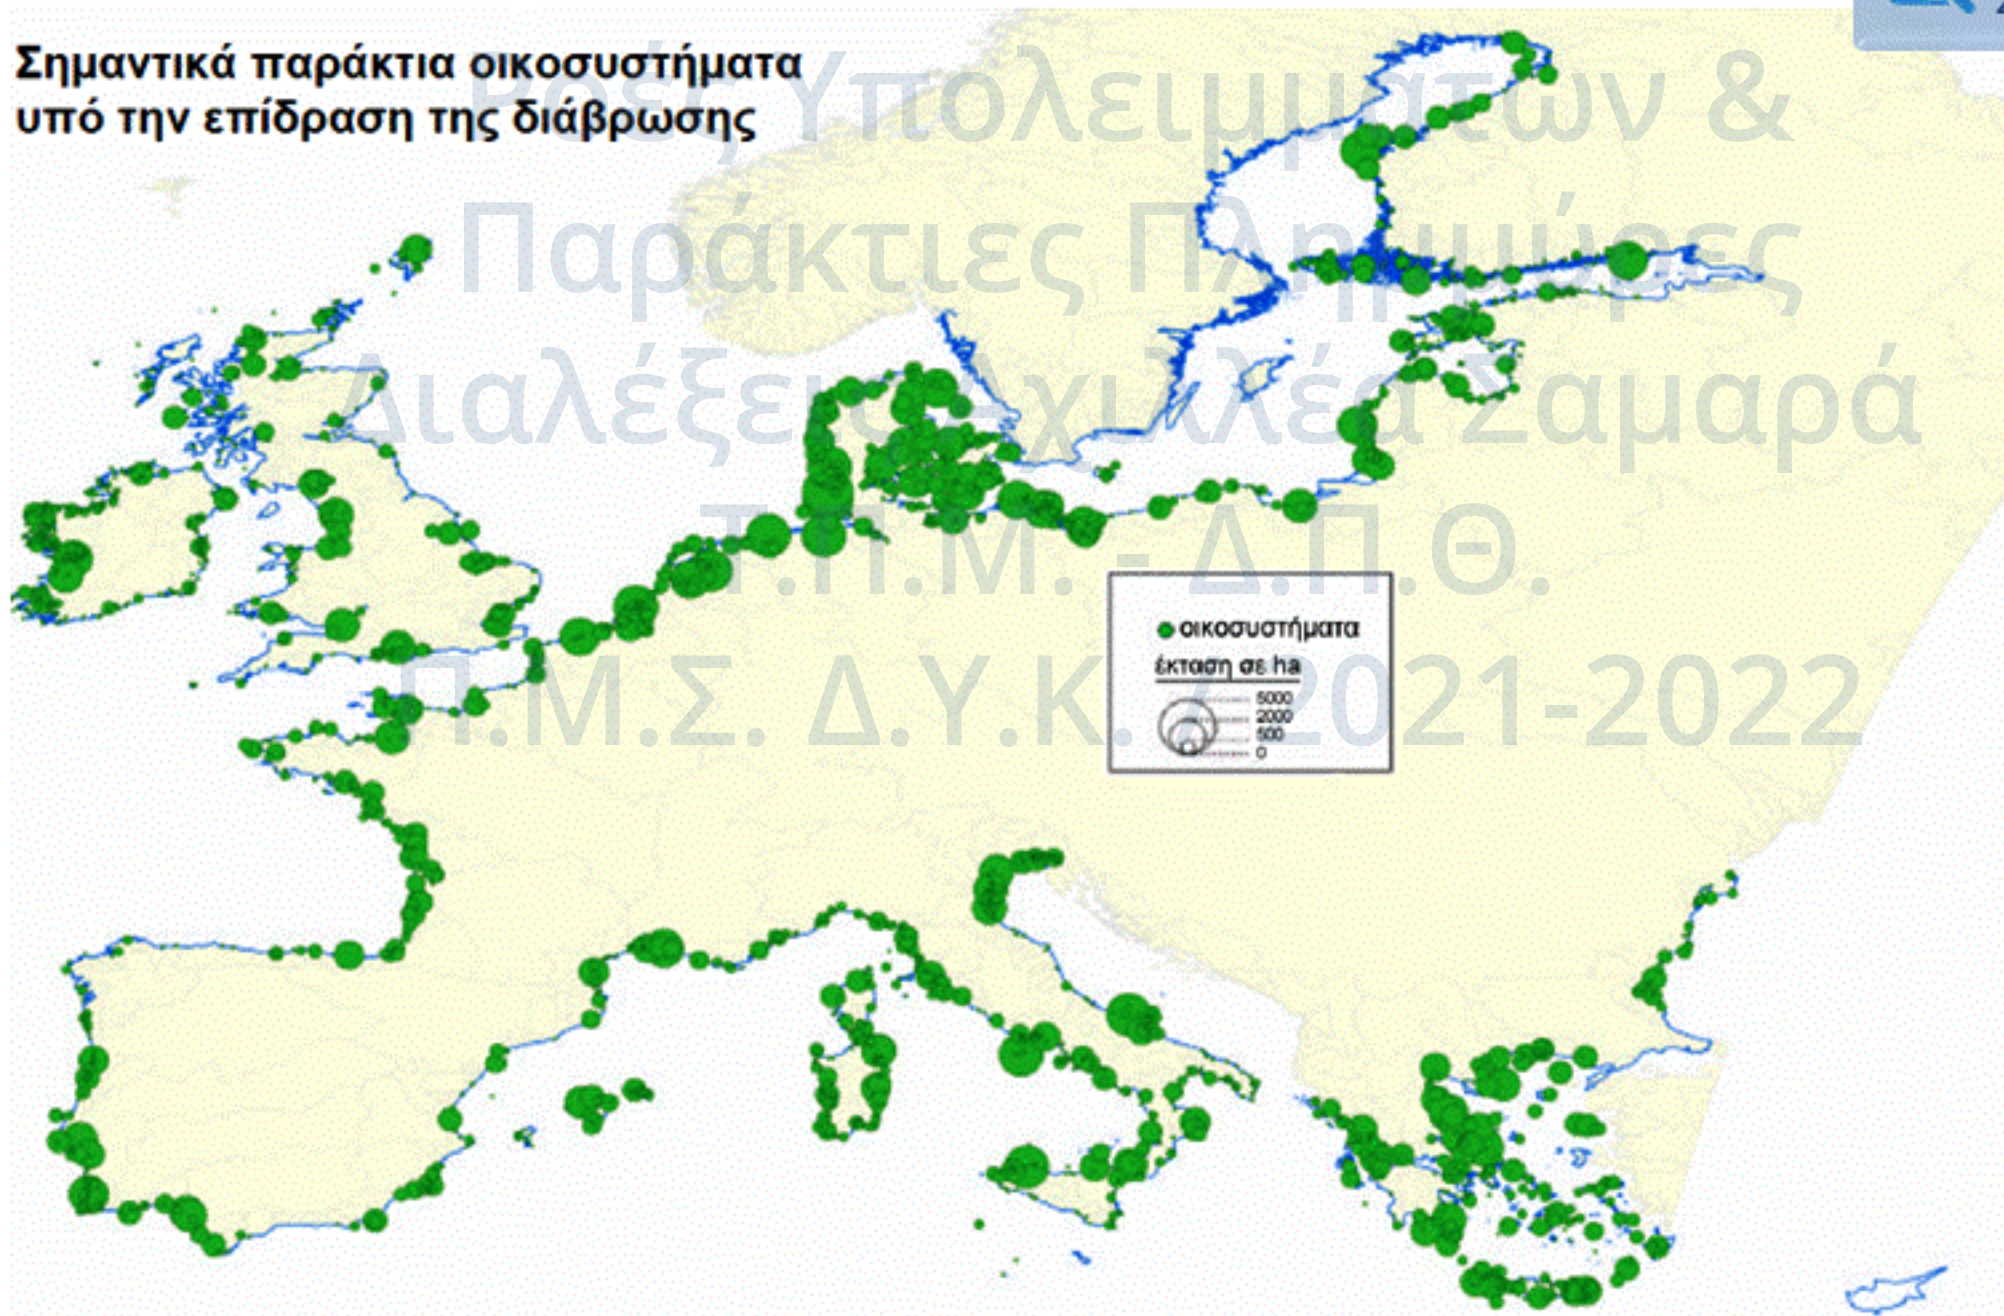 Σημαντικά παράκτια οικοσυστήματα
υπό την επίδραση της διάβρωσης
Ροές Υπολειμμάτων &
Παράκτιες Πλημμύρες
Διαλέξεις Αχιλλέα Σαμαρά
Τ.Π.Μ. - Δ.Π.Θ.
Π.Μ.Σ. Δ.Υ.Κ. / 2021-2022
οικοσυστήματα
έκταση σε ha
5000
2000
500
0